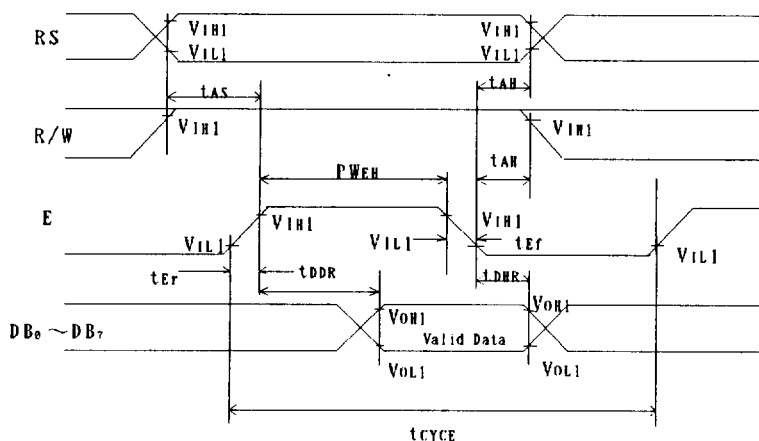 RS VIH1 VIH1
VIL1 VIL1
tAS tAH
R/W VIH1 VIH1
tAH
PWEH
E VIH1 VIH1
VIL1 VIL1 tEf VIL1
tEr tDDR tDHR
VOH1 VOH1
DB₀ ~DB₇ Valid Data
VOL1 VOL1
tCYCE